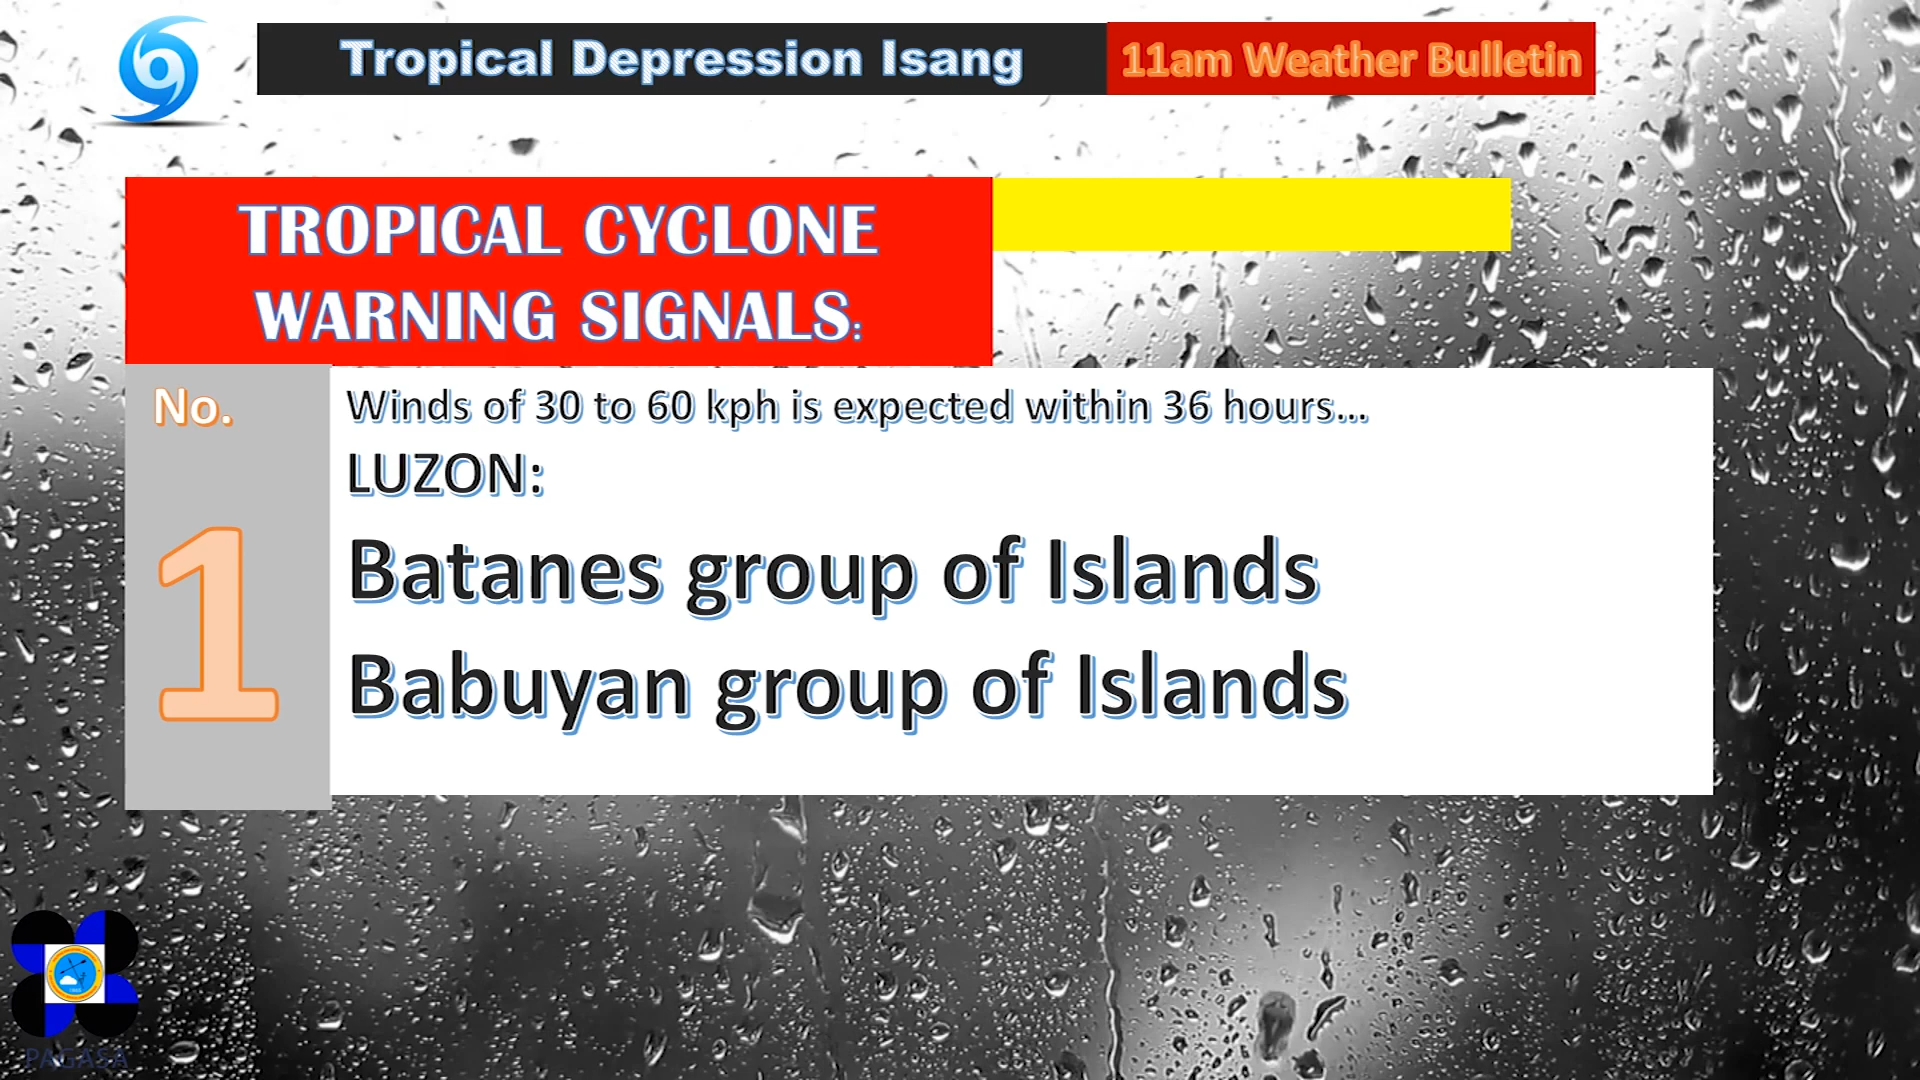 Tropical Depression Isang
11am Weather Bulletin
TROPICAL CYCLONE
WARNING SIGNALS:
No.
1
Winds of 30 to 60 kph is expected within 36 hours...
LUZON:
Batanes group of Islands
Babuyan group of Islands
PAGASA